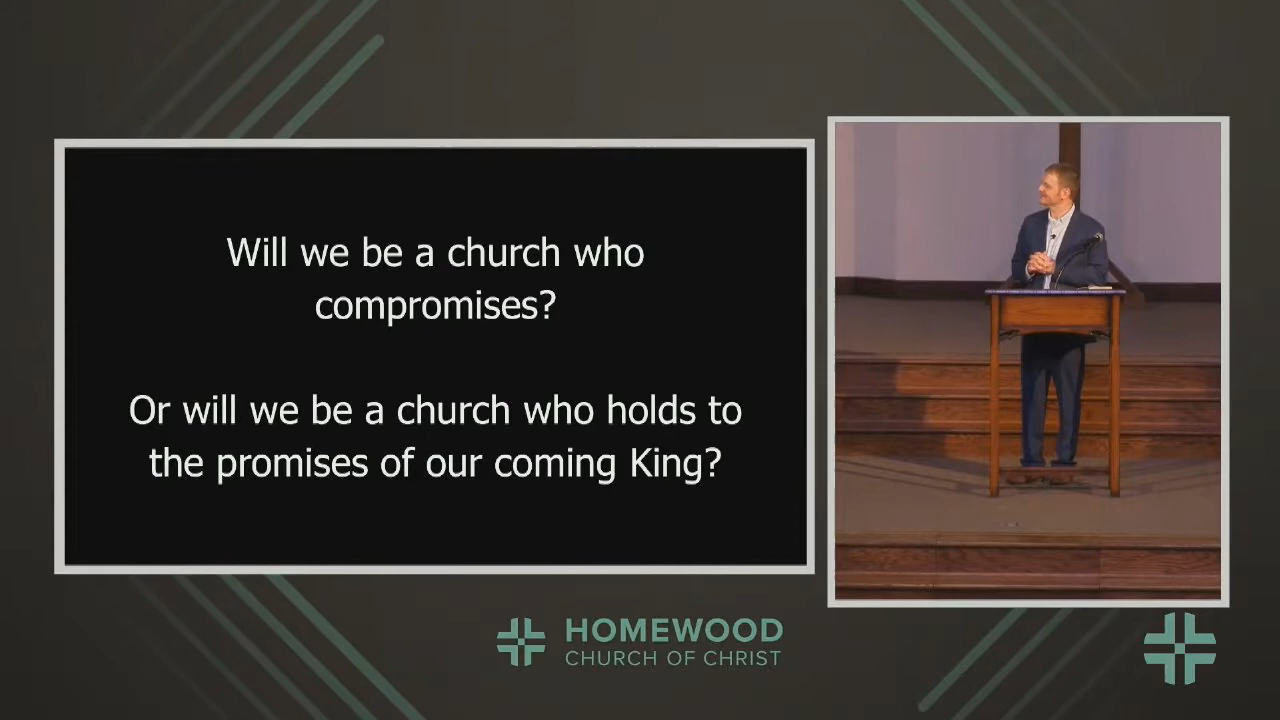 Will we be a church who
compromises?
Or will we be a church who holds to
the promises of our coming King?
HOMEWOOD
CHURCH OF CHRIST